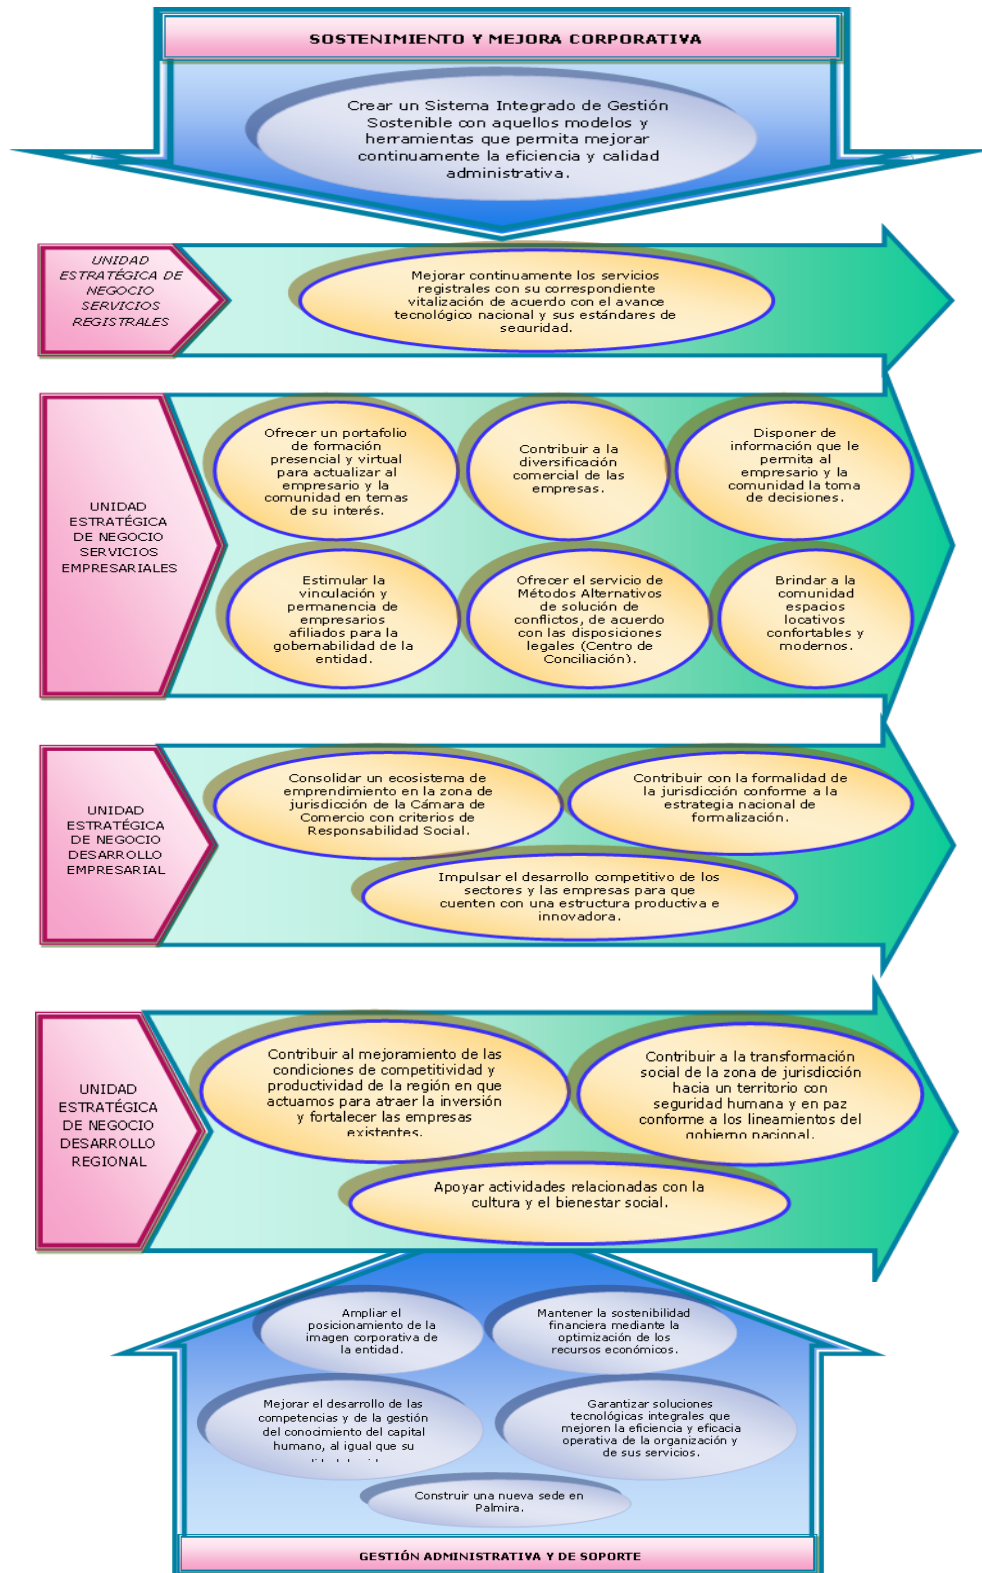 SOSTENIMIENTO Y MEJORA CORPORATIVA
Crear un Sistema Integrado de Gestión
Sostenible con aquellos modelos y
herramientas que permita mejorar
continuamente la eficiencia y calidad
administrativa.
UNIDAD
ESTRATÉGICA DE
NEGOCIO
SERVICIOS
REGISTRALES
Mejorar continuamente los servicios
registrales con su correspondiente
vitalización de acuerdo con el avance
tecnológico nacional y sus estándares de
seguridad.
UNIDAD
ESTRATÉGICA
DE NEGOCIO
SERVICIOS
EMPRESARIALES
Ofrecer un portafolio
de formación
presencial y virtual
para actualizar al
empresario y la
comunidad en temas
de su interés.
Contribuir a la
diversificación
comercial de las
empresas.
Disponer de
información que le
permita al
empresario y la
comunidad la toma
de decisiones.
Estimular la
vinculación y
permanencia de
empresarios
afiliados para la
gobernabilidad de la
entidad.
Ofrecer el servicio de
Métodos Alternativos
de solución de
conflictos, de acuerdo
con las disposiciones
legales (Centro de
Conciliación).
Brindar a la
comunidad
espacios
locativos
confortables y
modernos.
UNIDAD
ESTRATÉGICA
DE NEGOCIO
DESARROLLO
EMPRESARIAL
Consolidar un ecosistema de
emprendimiento en la zona de
jurisdicción de la Cámara de
Comercio con criterios de
Responsabilidad Social.
Contribuir con la formalidad de
la jurisdicción conforme a la
estrategia nacional de
formalización.
Impulsar el desarrollo competitivo de los
sectores y las empresas para que
cuenten con una estructura productiva e
innovadora.
UNIDAD
ESTRATÉGICA
DE NEGOCIO
DESARROLLO
REGIONAL
Contribuir al mejoramiento de las
condiciones de competitividad y
productividad de la región en que
actuamos para atraer la inversión
y fortalecer las empresas
existentes.
Contribuir a la transformación
social de la zona de jurisdicción
hacia un territorio con
seguridad humana y en paz
conforme a los lineamientos del
gobierno nacional.
Apoyar actividades relacionadas con la
cultura y el bienestar social.
Ampliar el
posicionamiento de la
imagen corporativa de
la entidad.
Mantener la sostenibilidad
financiera mediante la
optimización de los
recursos económicos.
Mejorar el desarrollo de las
competencias y de la gestión
del conocimiento del capital
humano, al igual que su
Garantizar soluciones
tecnológicas integrales que
mejoren la eficiencia y eficacia
operativa de la organización y
de sus servicios.
Construir una nueva sede en
Palmira.
GESTIÓN ADMINISTRATIVA Y DE SOPORTE